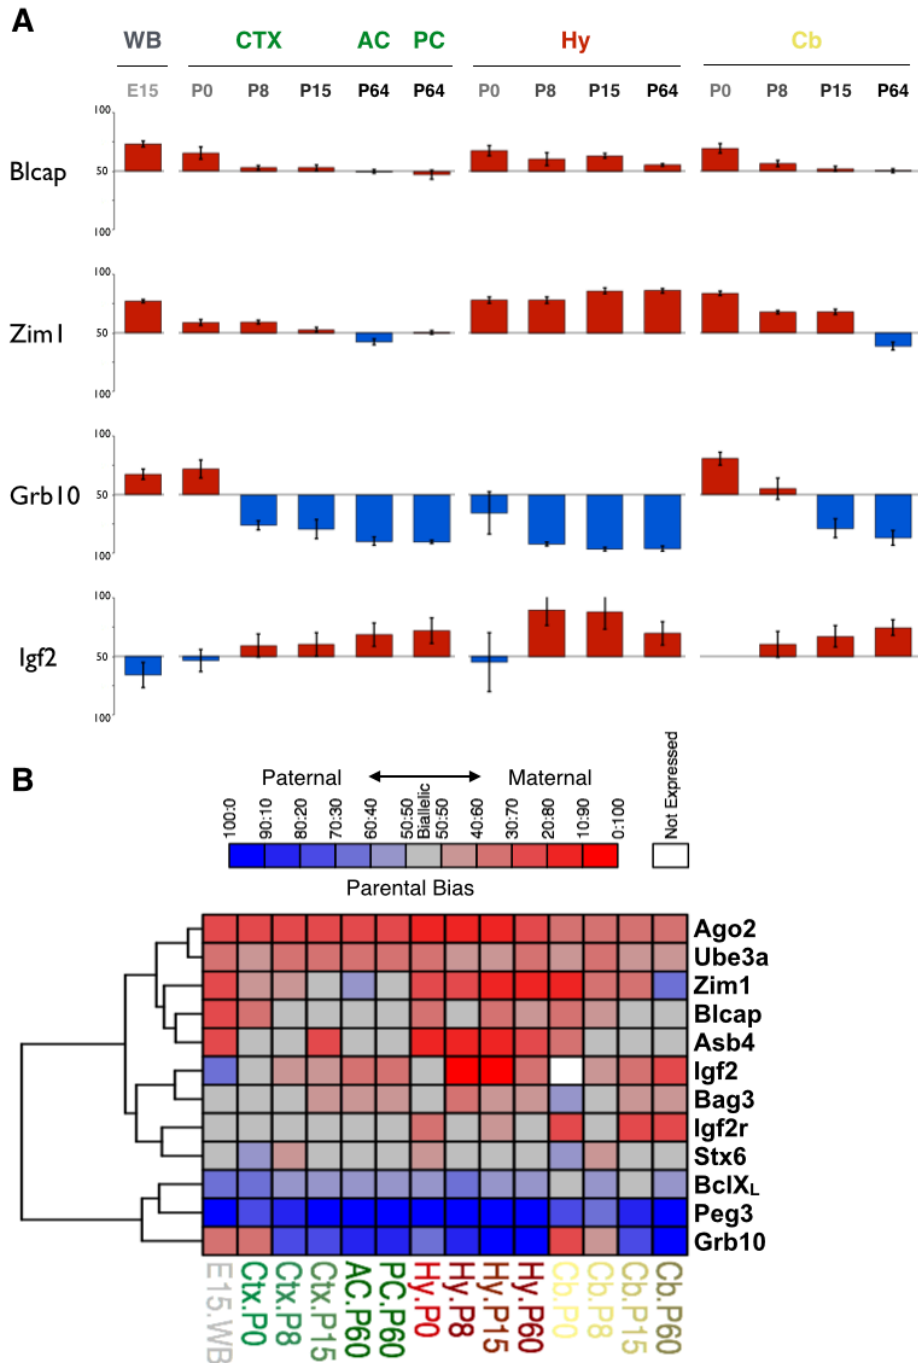 A
WB CTX AC PC Hy Cb
E15 P0 P8 P15 P64 P64 P0 P8 P15 P64 P0 P8 P15 P64
100
Blcap 50
100
100
Zim1 50
100
100
Grb10 50
100
100
Igf2 50
100
B
Paternal Maternal
100:0 90:10 80:20 70:30 60:40 50:50 Biallelic 50:50 40:60 30:70 20:80 10:90 0:100 Not Expressed
Parental Bias
Ago2
Ube3a
Zim1
Blcap
Asb4
Igf2
Bag3
Igf2r
Stx6
BclXL
Peg3
Grb10
E15.WB Ctx.P0 Ctx.P8 Ctx.P15 AC.P60 PC.P60 Hy.P0 Hy.P8 Hy.P15 Hy.P60 Cb.P0 Cb.P8 Cb.P15 Cb.P60